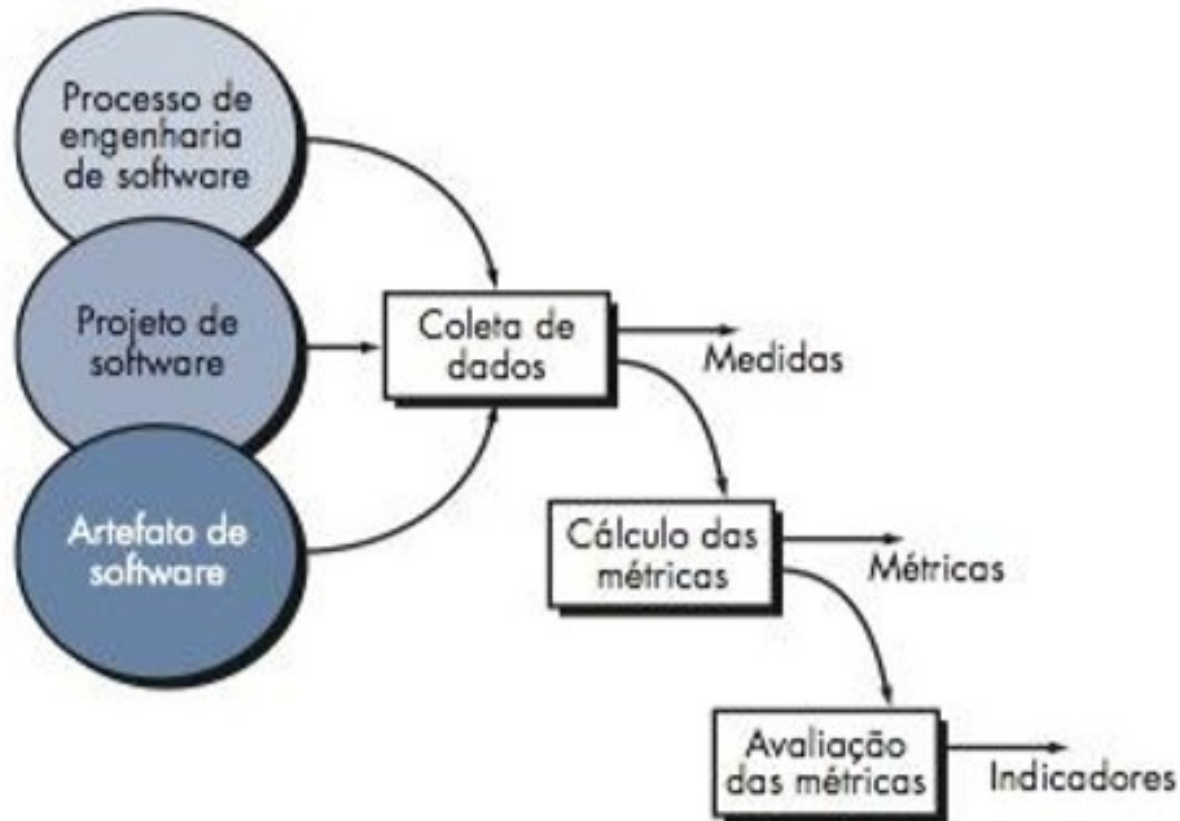 Processo de
engenharia
de software
Projeto de
software
Artefato de
software
Coleta de
dados
Medidas
Cálculo das
métricas
Métricas
Avaliação
das métricas
Indicadores